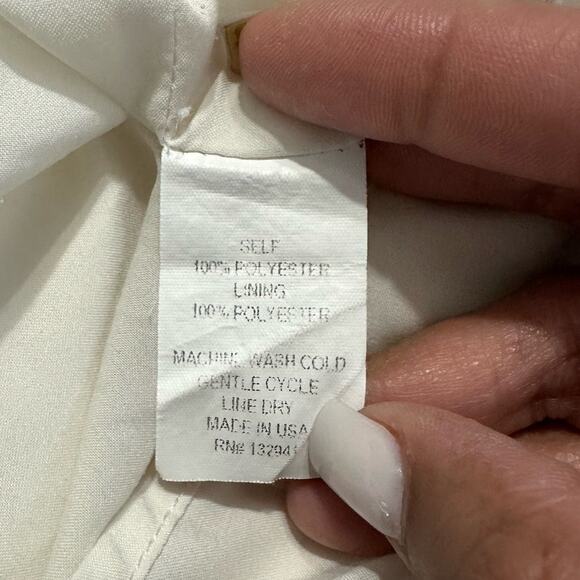 SELF
100% POLYESTER
LINING
100% POLYESTER
MACHINE WASH COLD
GENTLE CYCLE
LINE DRY
MADE IN USA
RN# 13294